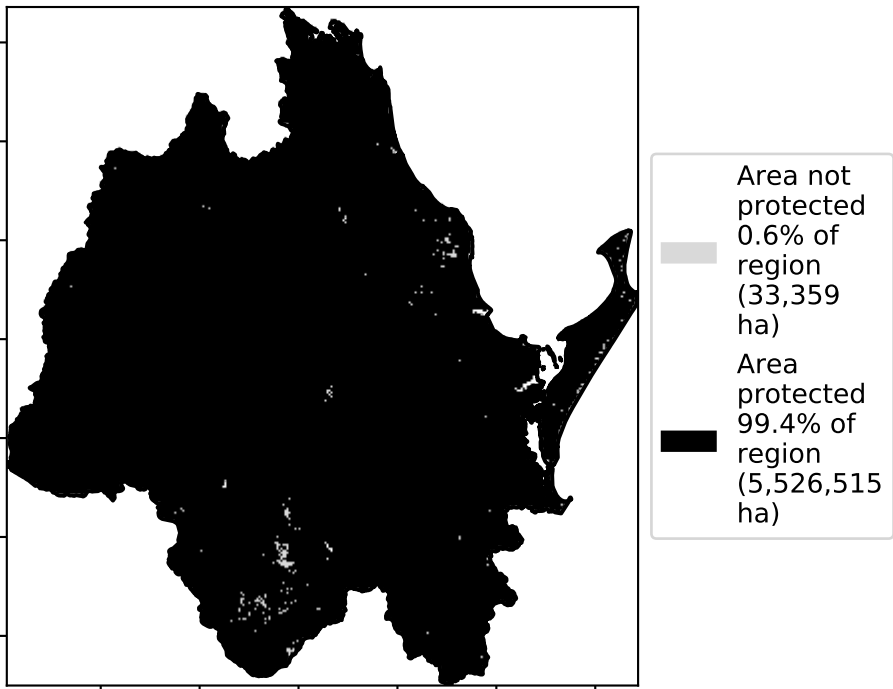 Area not
protected
0.6% of
region
(33,359
ha)
Area
protected
99.4% of
region
(5,526,515
ha)